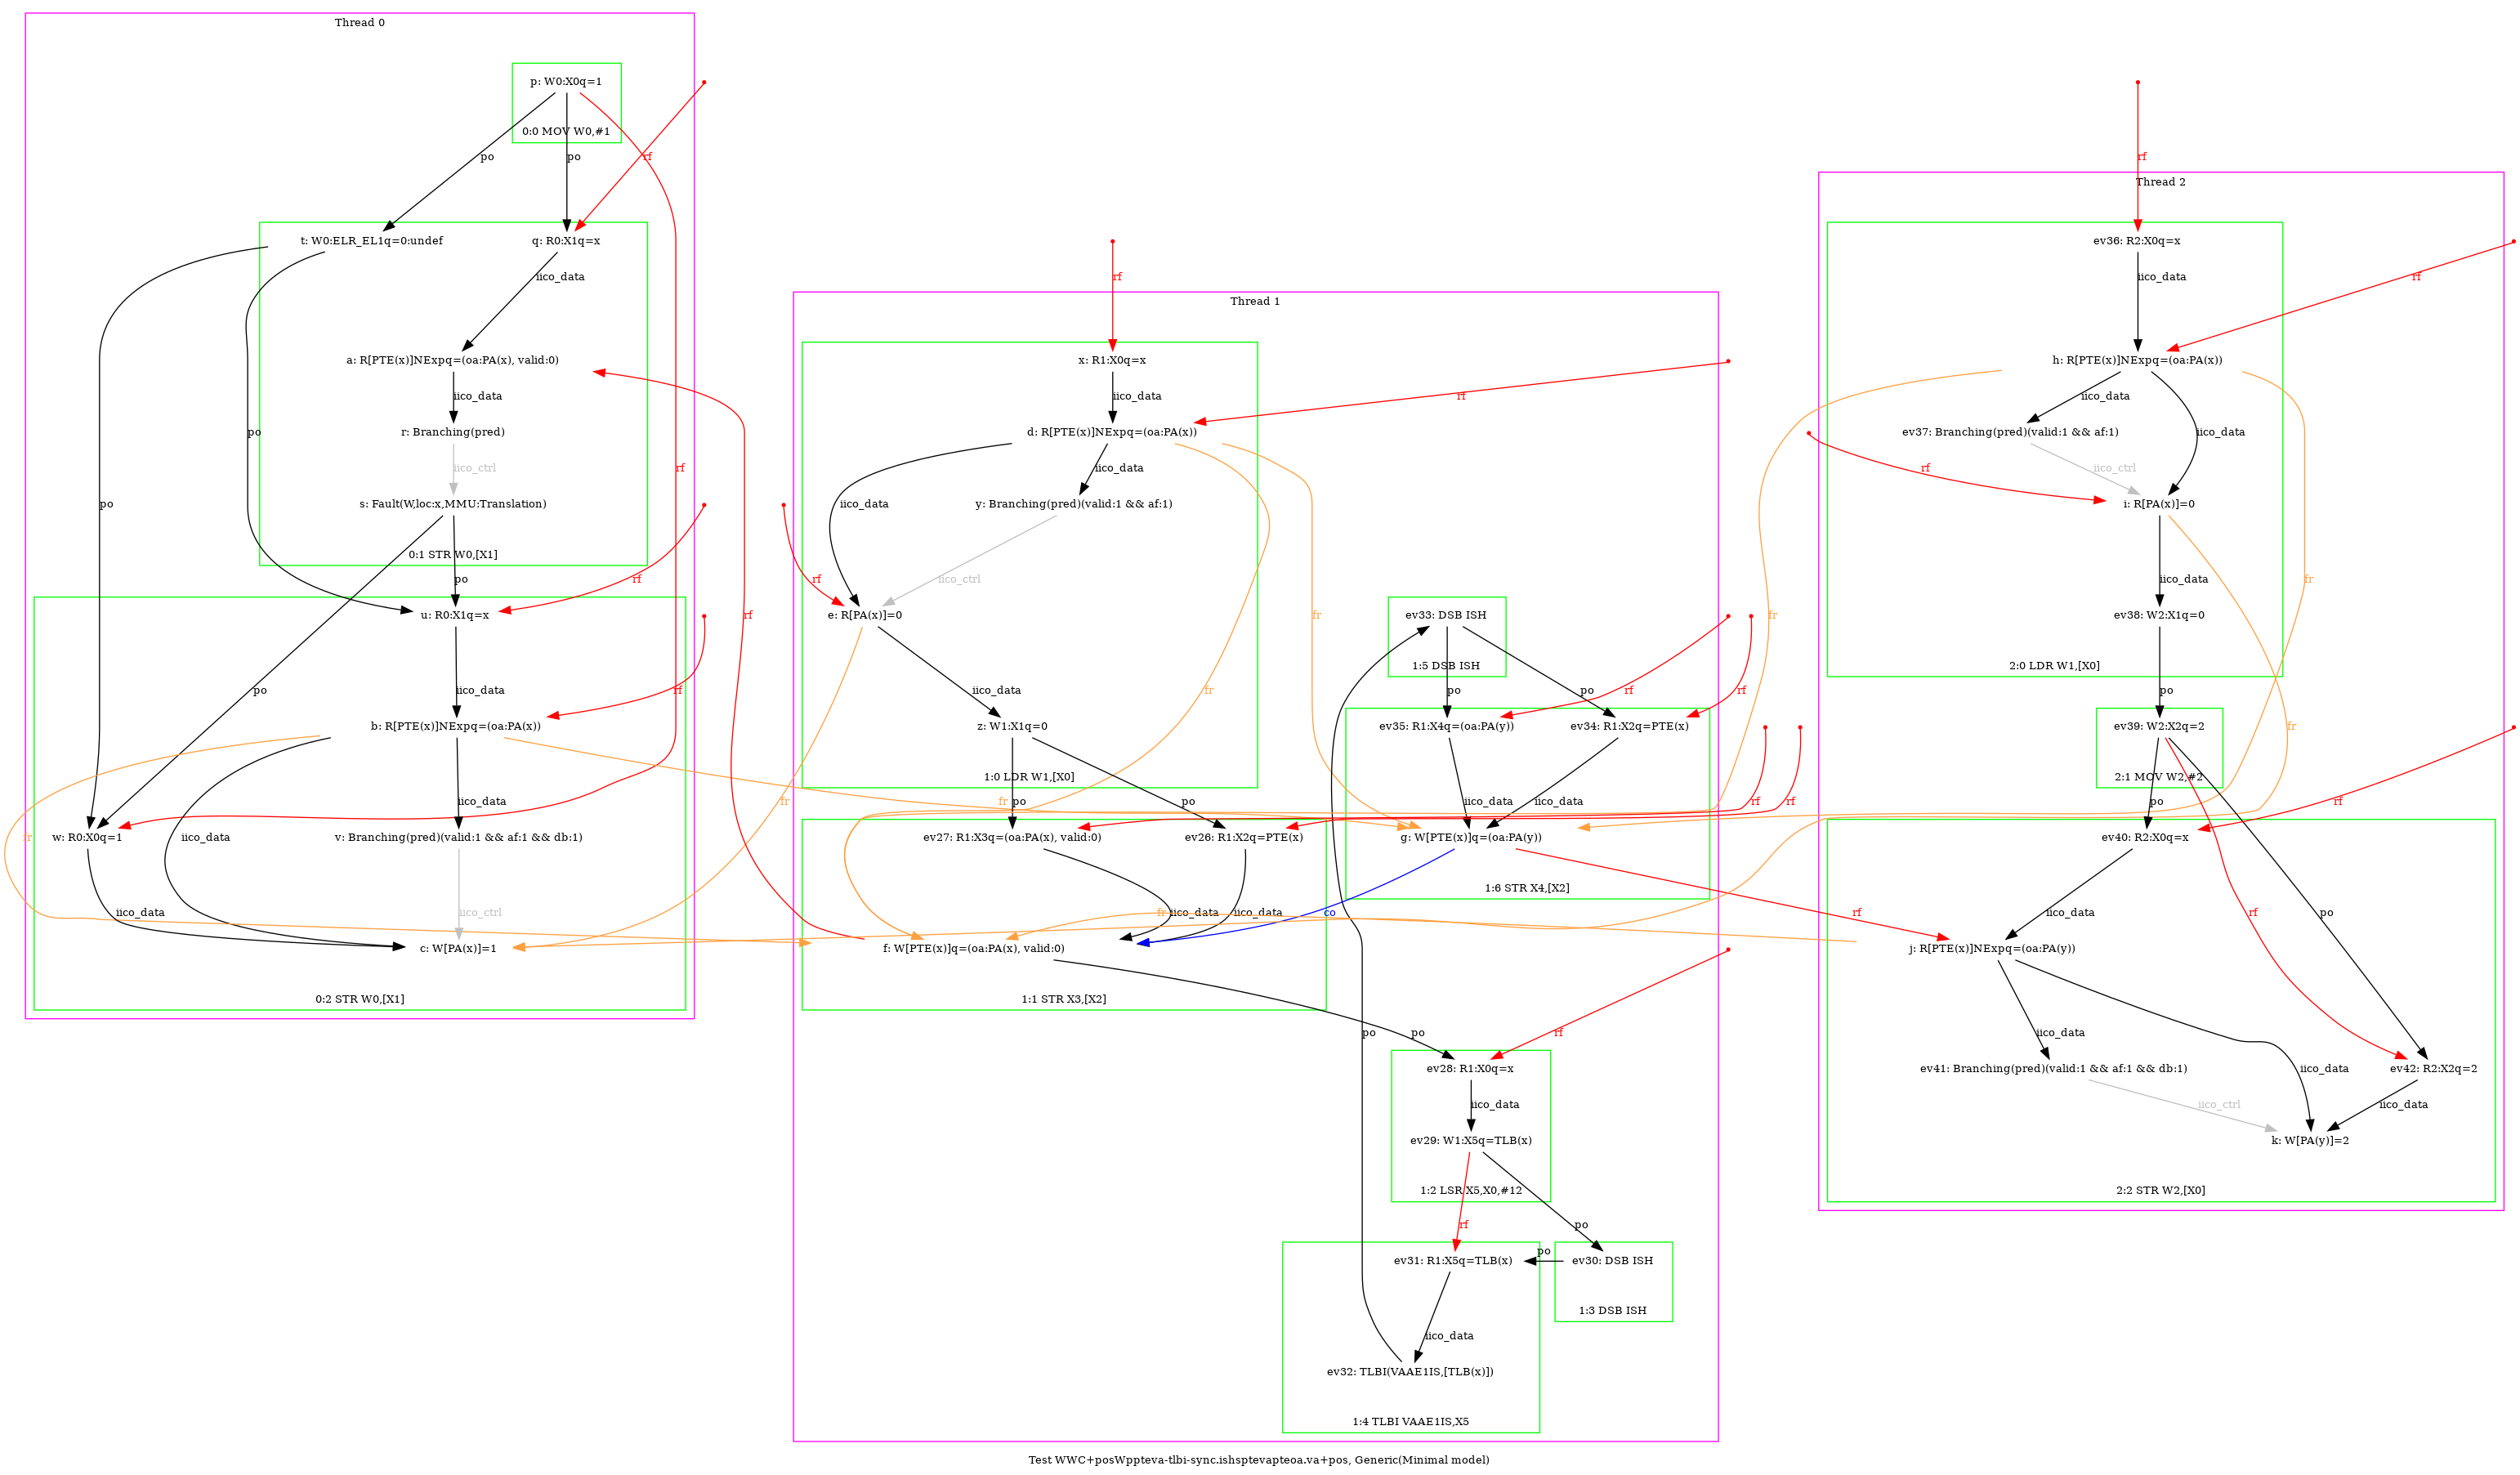 Thread 0
p: W0:X0q=1
0:0 MOV W0,#1
po
po
rf
rf
t: W0:ELR_EL1q=0:undef
q: R0:X1q=x
iico_data
a: R[PTE(x)]NExpq=(oa:PA(x), valid:0)
iico_data
r: Branching(pred)
iico_ctrl
s: Fault(W,loc:x,MMU:Translation)
0:1 STR W0,[X1]
po
po
po
po
rf
u: R0:X1q=x
iico_data
rf
b: R[PTE(x)]NExpq=(oa:PA(x))
iico_data
iico_data
w: R0:X0q=1
v: Branching(pred)(valid:1 && af:1 && db:1)
iico_data
iico_ctrl
c: W[PA(x)]=1
0:2 STR W0,[X1]
fr
fr
fr
rf
Thread 1
rf
x: R1:X0q=x
iico_data
rf
d: R[PTE(x)]NExpq=(oa:PA(x))
iico_data
iico_data
y: Branching(pred)(valid:1 && af:1)
iico_ctrl
rf
e: R[PA(x)]=0
iico_data
fr
fr
z: W1:X1q=0
1:0 LDR W1,[X0]
po
po
ev33: DSB ISH
1:5 DSB ISH
po
po
rf
rf
ev35: R1:X4q=(oa:PA(y))
ev34: R1:X2q=PTE(x)
iico_data
iico_data
rf
rf
g: W[PTE(x)]q=(oa:PA(y))
1:6 STR X4,[X2]
ev27: R1:X3q=(oa:PA(x), valid:0)
ev26: R1:X2q=PTE(x)
iico_data
iico_data
co
fr
f: W[PTE(x)]q=(oa:PA(x), valid:0)
1:1 STR X3,[X2]
po
po
rf
ev28: R1:X0q=x
iico_data
ev29: W1:X5q=TLB(x)
1:2 LSR X5,X0,#12
rf
po
ev31: R1:X5q=TLB(x)
po
ev30: DSB ISH
1:3 DSB ISH
iico_data
ev32: TLBI(VAAE1IS,[TLB(x)])
1:4 TLBI VAAE1IS,X5
Thread 2
rf
ev36: R2:X0q=x
iico_data
rf
h: R[PTE(x)]NExpq=(oa:PA(x))
iico_data
iico_data
ev37: Branching(pred)(valid:1 && af:1)
iico_ctrl
rf
i: R[PA(x)]=0
iico_data
fr
fr
fr
ev38: W2:X1q=0
2:0 LDR W1,[X0]
po
ev39: W2:X2q=2
2:1 MOV W2,#2
po
rf
po
rf
ev40: R2:X0q=x
iico_data
rf
j: R[PTE(x)]NExpq=(oa:PA(y))
iico_data
iico_data
ev41: Branching(pred)(valid:1 && af:1 && db:1)
ev42: R2:X2q=2
iico_ctrl
iico_data
k: W[PA(y)]=2
2:2 STR W2,[X0]
Test WWC+posWppteva-tlbi-sync.ishsptevapteoa.va+pos, Generic(Minimal model)